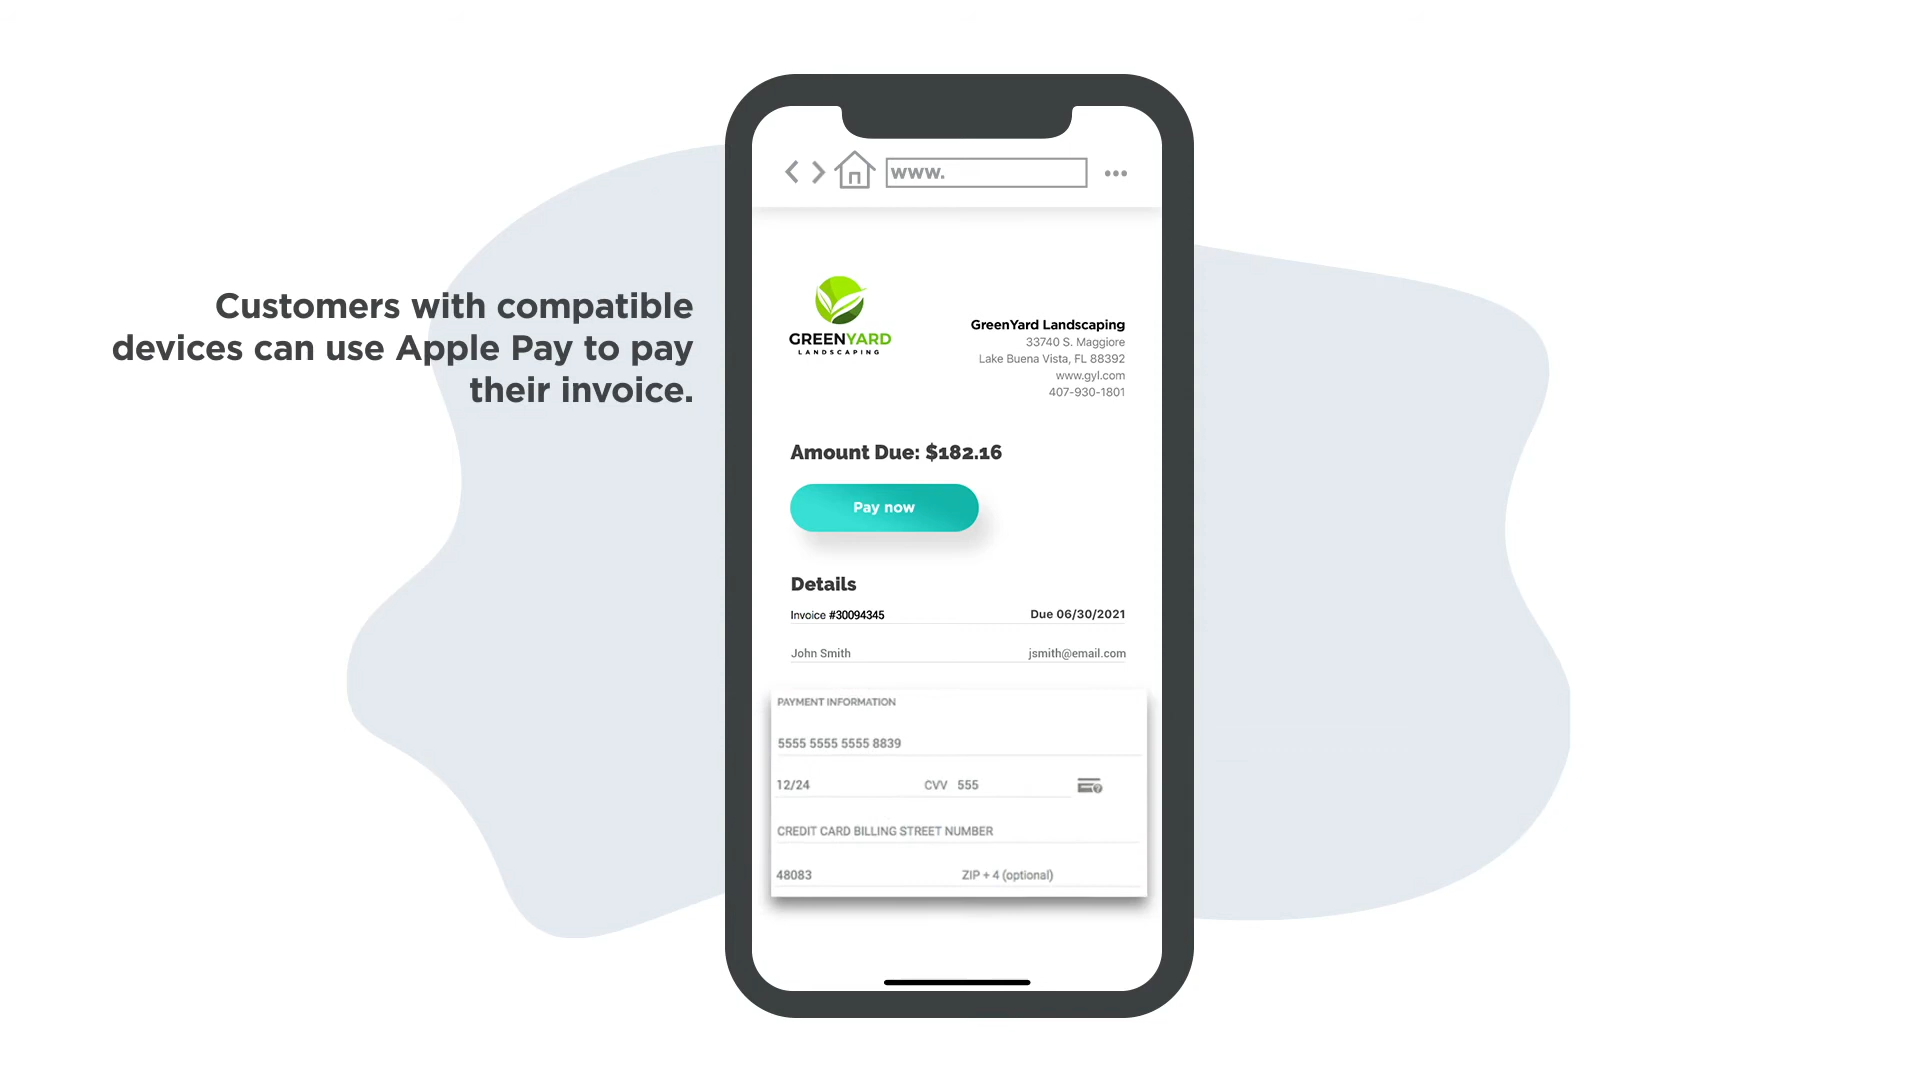 Customers with compatible
devices can use Apple Pay to pay
their invoice.
www.
GREENYARD
LANDSCAPING
GreenYard Landscaping
33740 S. Maggiore
Lake Buena Vista, FL 88392
www.gyl.com
407-930-1801
Amount Due: $182.16
Pay now
Details
Invoice #30094345 Due 06/30/2021
John Smith jsmith@email.com
PAYMENT INFORMATION
5555 5555 5555 8839
12/24 CVV 555
CREDIT CARD BILLING STREET NUMBER
48083 ZIP + 4 (optional)